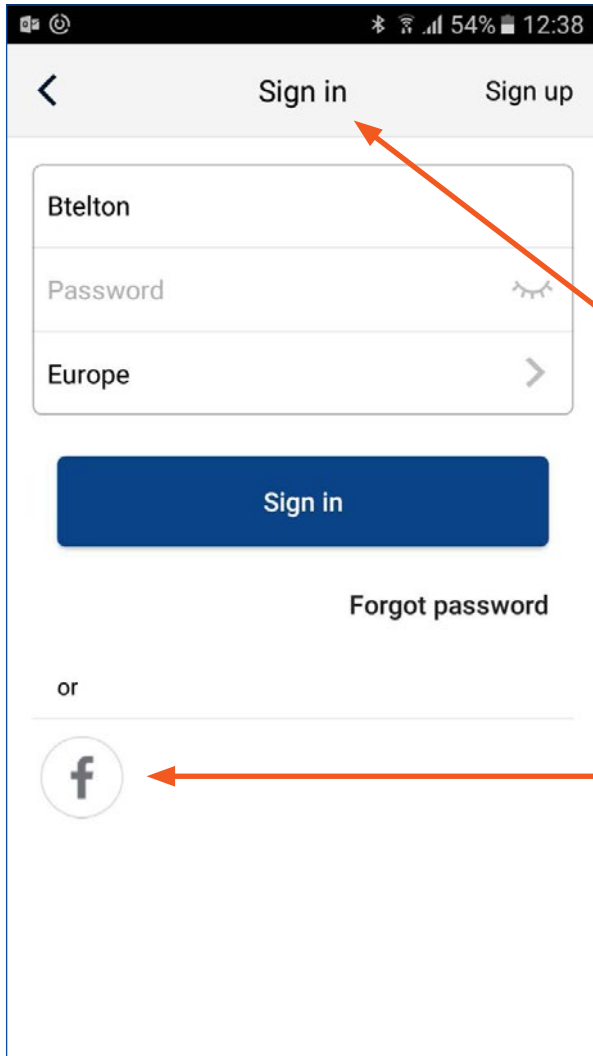 54% 12:38
Sign in Sign up
Btelton
Password
Europe
Sign in
Forgot password
or
f